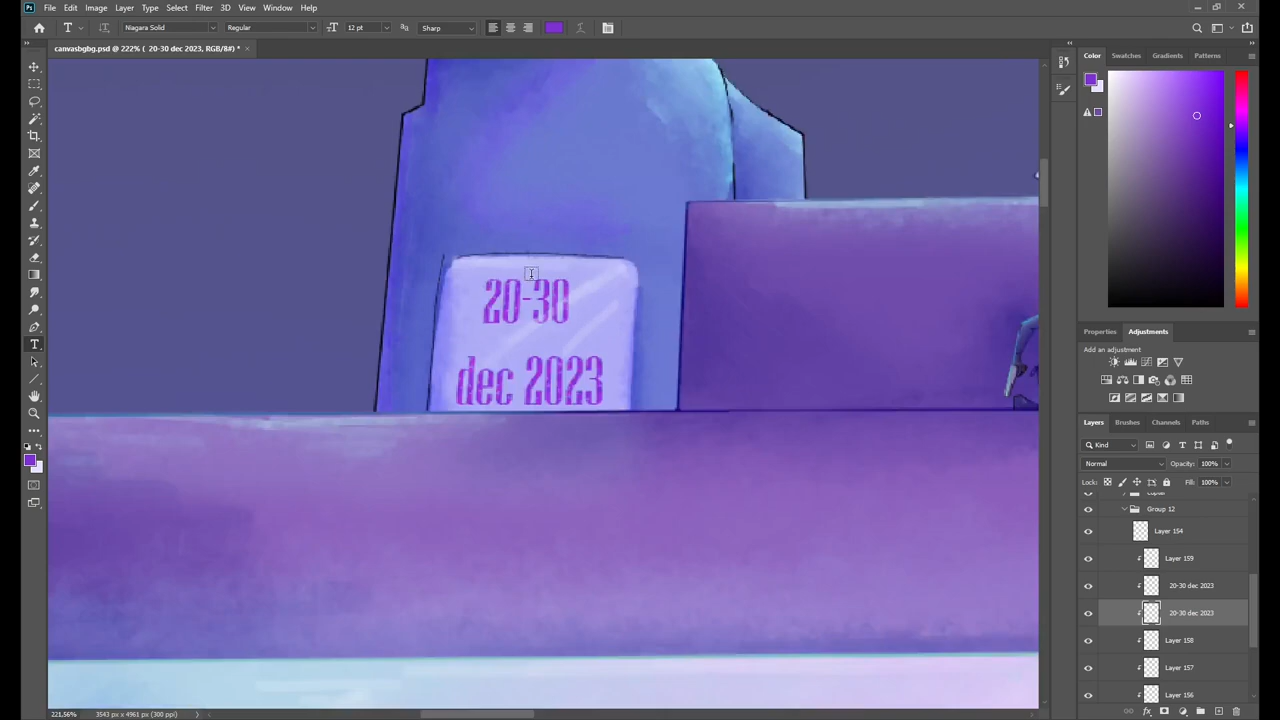 Ps File Edit Image Layer Type Select Filter 3D View Window Help
T Niagara Solid Regular 12 pt Sharp
canvasbgbg.psd @ 222% ( 20-30 dec 2023, RGB/8#) *
Color Swatches Gradients Patterns
20-30
dec 2023
Properties Adjustments
Add an adjustment
Layers Brushes Channels Paths
Kind
Normal Opacity: 100%
Lock: Fill: 100%
Group 12
Layer 154
Layer 159
20-30 dec 2023
20-30 dec 2023
Layer 158
Layer 157
Layer 156
221,56% 3543 px x 4961 px (300 ppi)